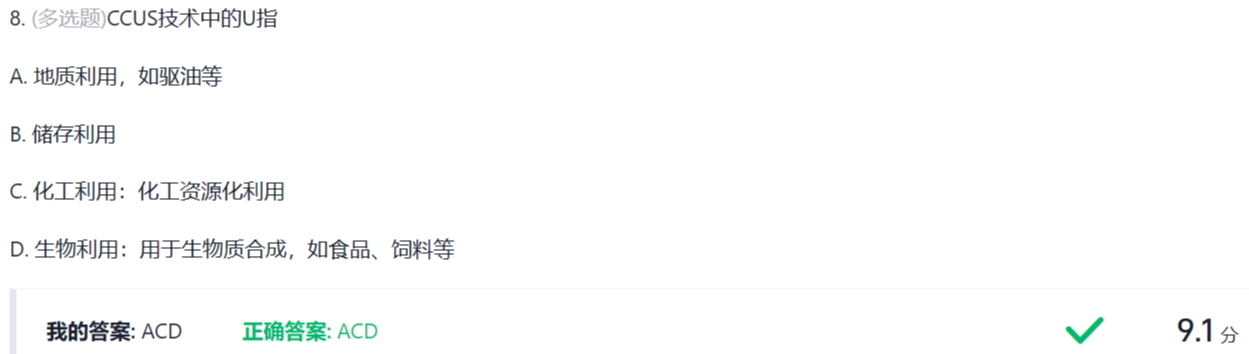 8. (多选题)CCUS技术中的U指
A. 地质利用，如驱油等
B. 储存利用
C. 化工利用：化工资源化利用
D. 生物利用：用于生物质合成，如食品、饲料等
我的答案: ACD 正确答案: ACD 9.1 分